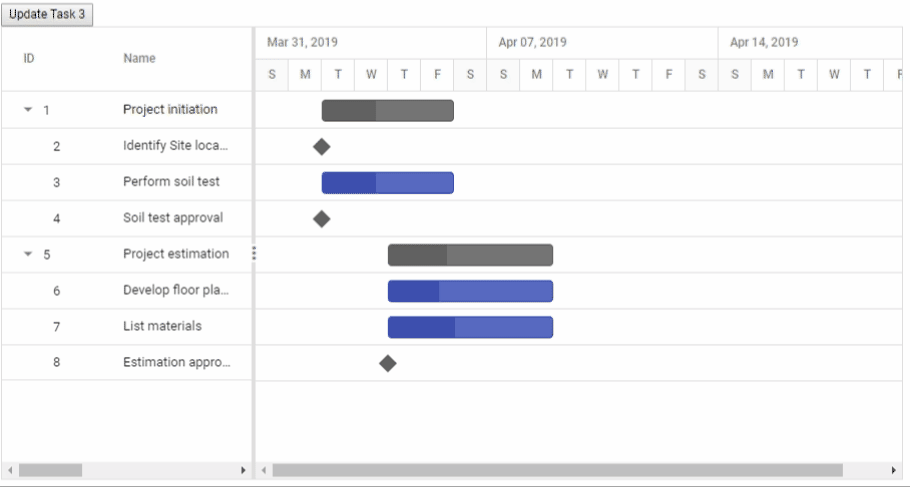 Update Task 3
Mar 31, 2019 Apr 07, 2019 Apr 14, 2019
ID Name
S M T W T F S S M T W T F S S M T W T F
1 Project initiation
2 Identify Site loca...
3 Perform soil test
4 Soil test approval
5 Project estimation
6 Develop floor pla...
7 List materials
8 Estimation appro...